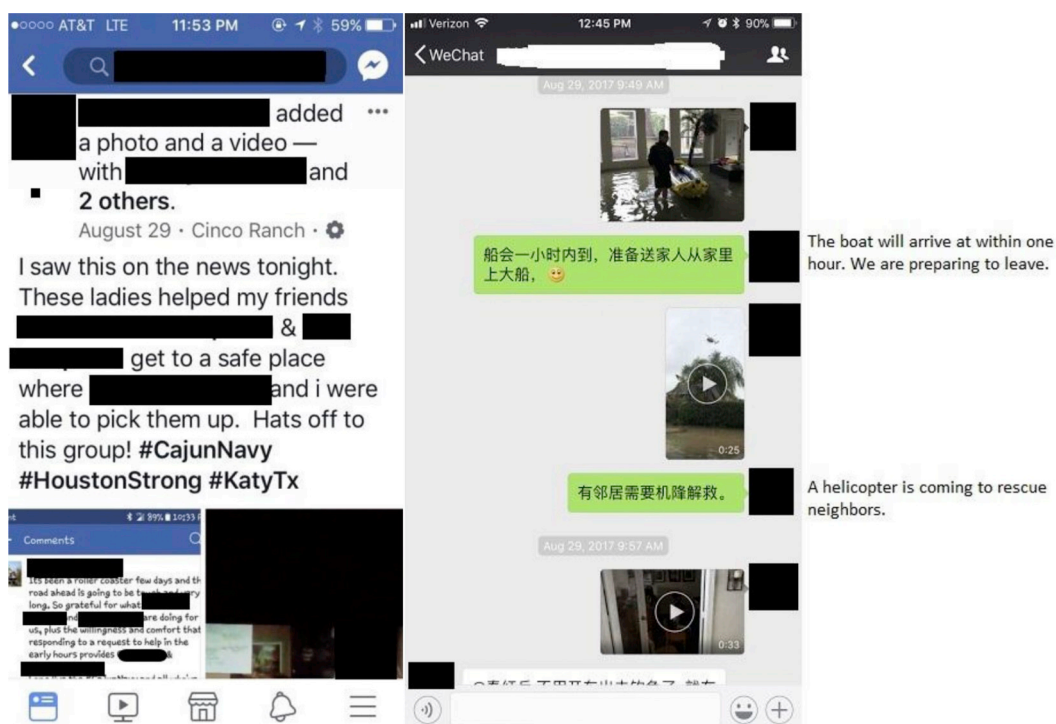 AT&T LTE 11:53 PM 59%
added
a photo and a video —
with and
2 others.
August 29 · Cinco Ranch ·
I saw this on the news tonight.
These ladies helped my friends
&
get to a safe place
where and i were
able to pick them up. Hats off to
this group! #CajunNavy
#HoustonStrong #KatyTx
89% 10:33
Comments
Its been a roller coaster few days and th
road ahead is going to be tough and very
long. So grateful for what
and are doing for
us, plus the willingness and comfort that
responding to a request to help in the
early hours provides &
Verizon 12:45 PM 90%
WeChat
Aug 29, 2017 9:49 AM
船会一小时内到，准备送家人从家里
上大船，
0:25
有邻居需要机降解救。
Aug 29, 2017 9:57 AM
0:33
The boat will arrive at within one
hour. We are preparing to leave.
A helicopter is coming to rescue
neighbors.